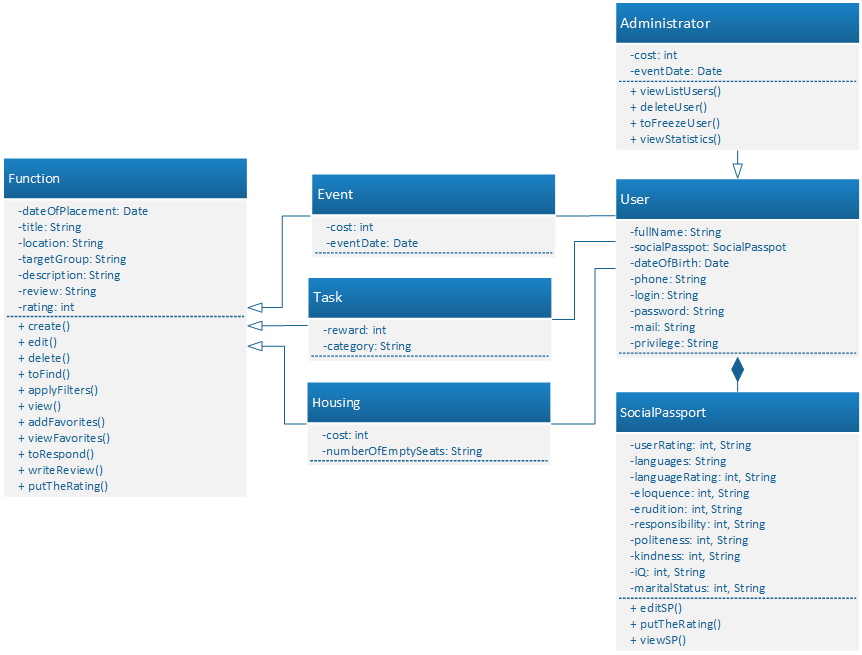 Administrator
-cost: int
-eventDate: Date
+ viewListUsers()
+ deleteUser()
+ toFreezeUser()
+ viewStatistics()
Function
-dateOfPlacement: Date
-title: String
-location: String
-targetGroup: String
-description: String
-review: String
-rating: int
+ create()
+ edit()
+ delete()
+ toFind()
+ applyFilters()
+ view()
+ addFavorites()
+ viewFavorites()
+ toRespond()
+ writeReview()
+ putTheRating()
Event
-cost: int
-eventDate: Date
Task
-reward: int
-category: String
Housing
-cost: int
-numberOfEmptySeats: String
User
-fullName: String
-socialPasspot: SocialPasspot
-dateOfBirth: Date
-phone: String
-login: String
-password: String
-mail: String
-privilege: String
SocialPassport
-userRating: int, String
-languages: String
-languageRating: int, String
-eloquence: int, String
-erudition: int, String
-responsibility: int, String
-politeness: int, String
-kindness: int, String
-iQ: int, String
-maritalStatus: int, String
+ editSP()
+ putTheRating()
+ viewSP()